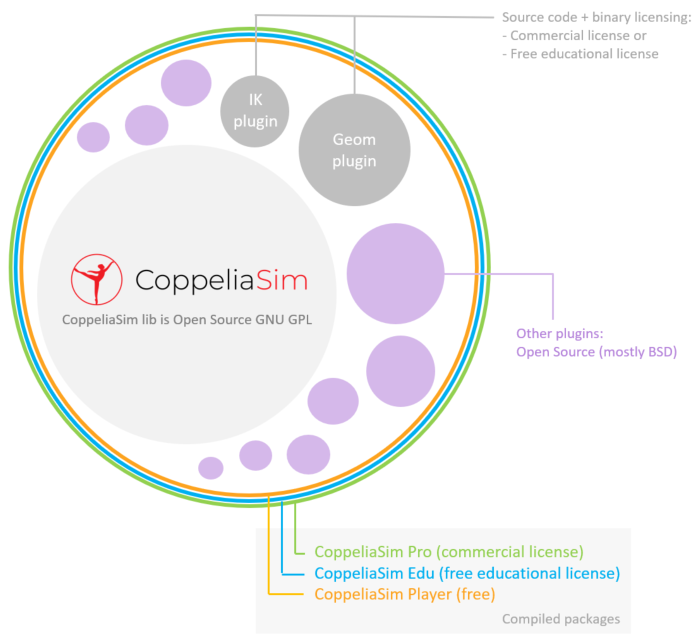 Source code + binary licensing:
- Commercial license or
- Free educational license
IK
plugin
Geom
plugin
CoppeliaSim
CoppeliaSim lib is Open Source GNU GPL
Other plugins:
Open Source (mostly BSD)
CoppeliaSim Pro (commercial license)
CoppeliaSim Edu (free educational license)
CoppeliaSim Player (free)
Compiled packages